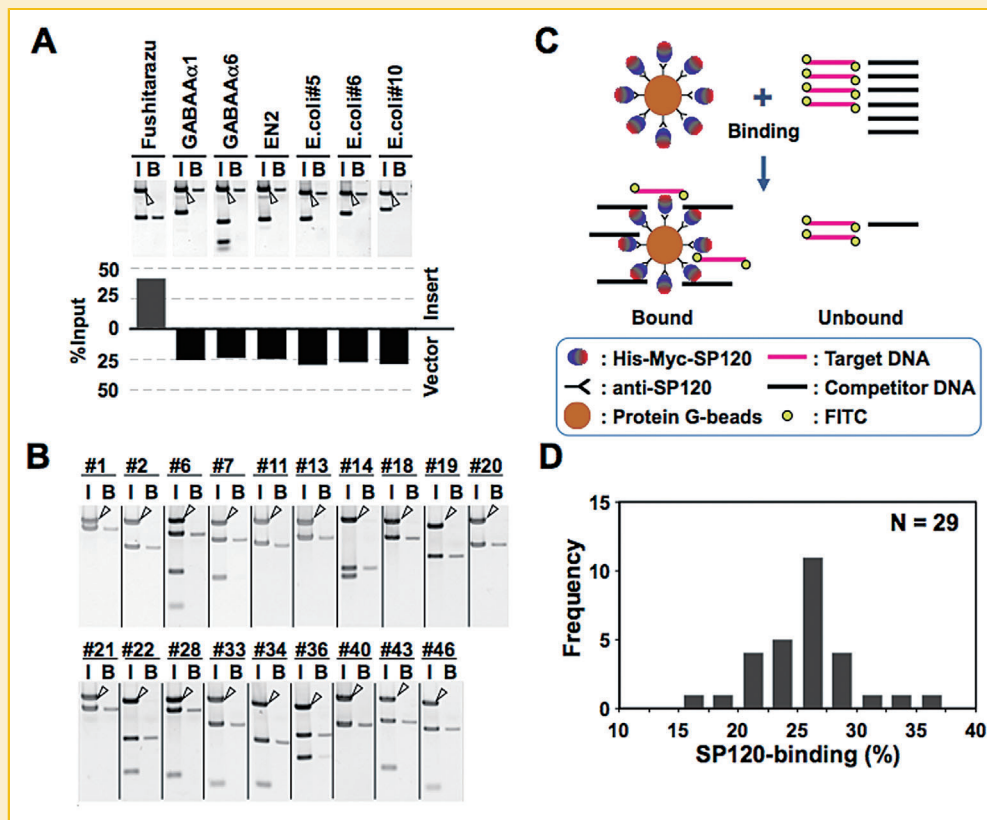 A
Fushitarazu
GABAAα1
GABAAα6
EN2
E.coli#5
E.coli#6
E.coli#10
I B I B I B I B I B I B I B
50
25
0
25
50
%Input
Insert
Vector
B
#1 #2 #6 #7 #11 #13 #14 #18 #19 #20
I B I B I B I B I B I B I B I B I B I B
#21 #22 #28 #33 #34 #36 #40 #43 #46
I B I B I B I B I B I B I B I B I B
C
+
Binding
Bound Unbound
: His-Myc-SP120 : Target DNA
: anti-SP120 : Competitor DNA
: Protein G-beads : FITC
D
N = 29
Frequency
15
10
5
0
10 15 20 25 30 35 40
SP120-binding (%)